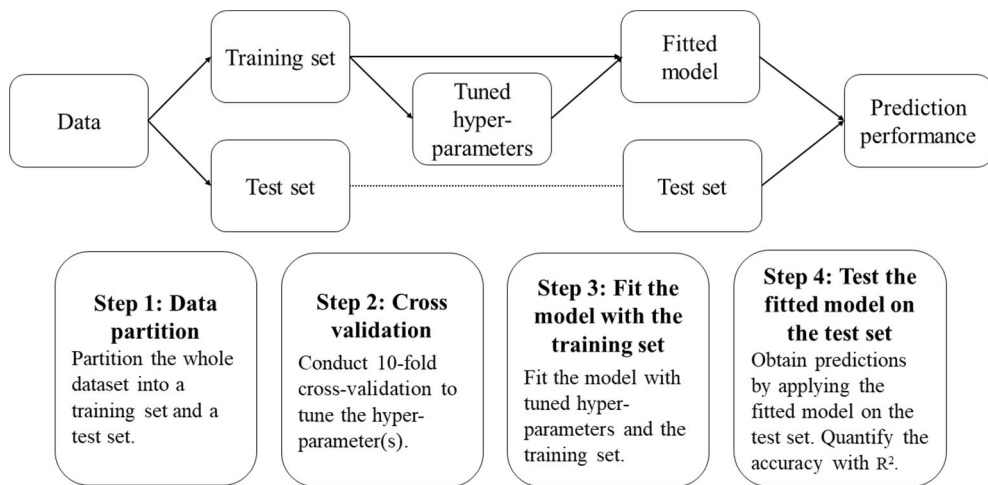 Data
Training set
Test set
Tuned
hyper-
parameters
Fitted
model
Test set
Prediction
performance
Step 1: Data
partition
Partition the whole
dataset into a
training set and a
test set.
Step 2: Cross
validation
Conduct 10-fold
cross-validation to
tune the hyper-
parameter(s).
Step 3: Fit the
model with the
training set
Fit the model with
tuned hyper-
parameters and the
training set.
Step 4: Test the
fitted model on
the test set
Obtain predictions
by applying the
fitted model on the
test set. Quantify the
accuracy with R².